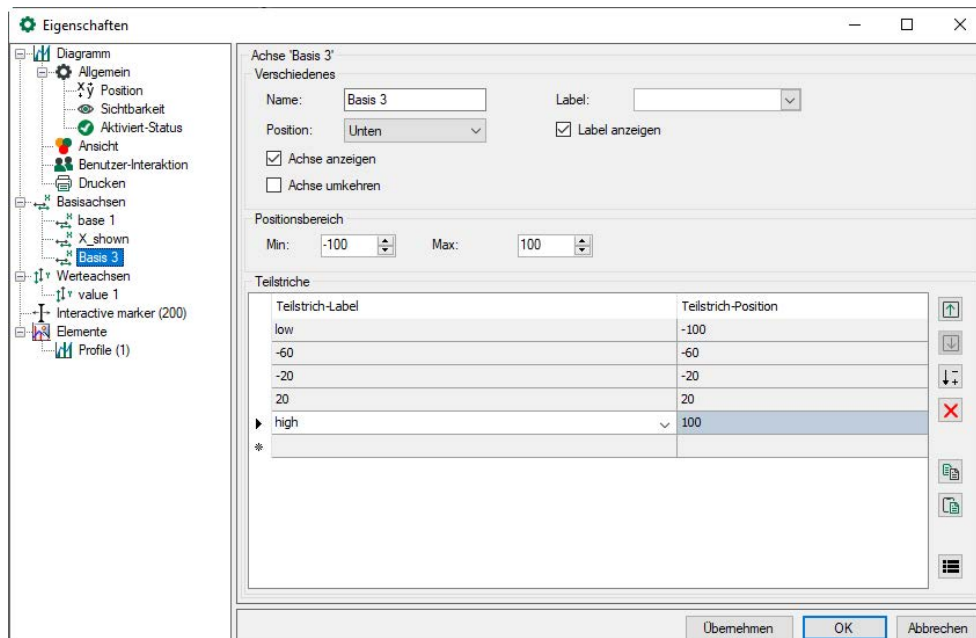 Eigenschaften
Diagramm
Allgemein
Position
Sichtbarkeit
Aktiviert-Status
Ansicht
Benutzer-Interaktion
Drucken
Basisachsen
base 1
X_shown
Basis 3
Werteachsen
value 1
Interactive marker (200)
Elemente
Profile (1)
Achse 'Basis 3'
Verschiedenes
Name: Basis 3 Label:
Position: Unten Label anzeigen
Achse anzeigen
Achse umkehren
Positionsbereich
Min: -100 Max: 100
Teilstriche
Teilstrich-Label Teilstrich-Position
low -100
-60 -60
-20 -20
20 20
high 100
Übernehmen OK Abbrechen